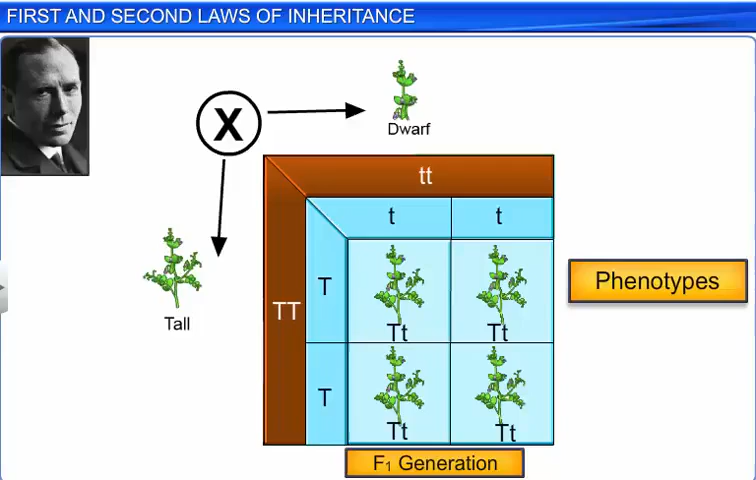 FIRST AND SECOND LAWS OF INHERITANCE
X
Dwarf
tt
t t
T
TT
Tall
Phenotypes
Tt Tt
T
Tt Tt
F₁ Generation